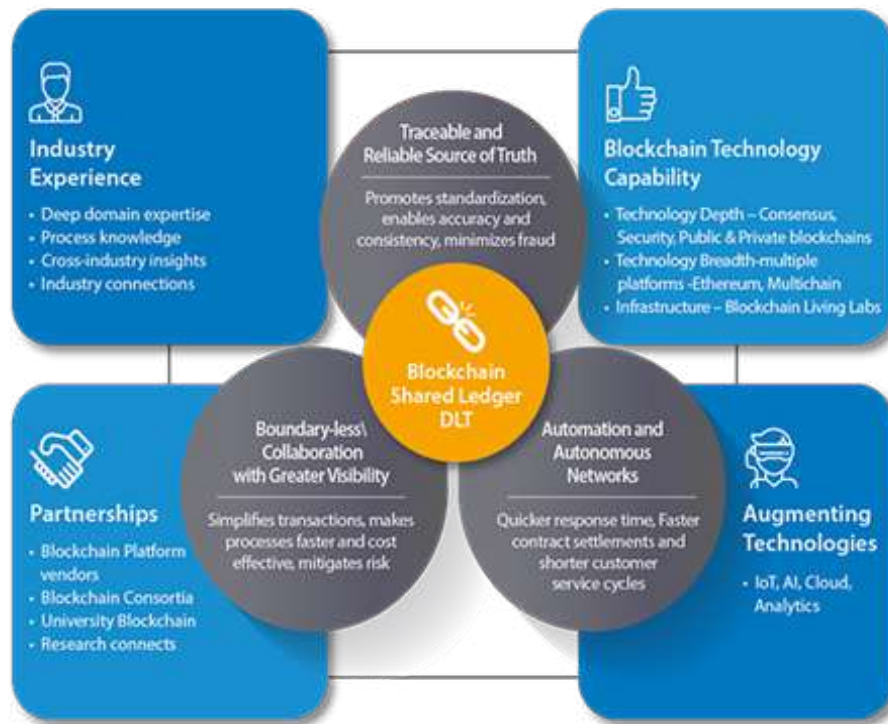 Industry
Experience
• Deep domain expertise
• Process knowledge
• Cross-industry insights
• Industry connections
Traceable and
Reliable Source of Truth
Promotes standardization,
enables accuracy and
consistency, minimizes fraud
Blockchain Technology
Capability
• Technology Depth – Consensus,
Security, Public & Private blockchains
• Technology Breadth-multiple
platforms -Ethereum, Multichain
• Infrastructure – Blockchain Living Labs
Blockchain
Shared Ledger
DLT
Partnerships
• Blockchain Platform
vendors
• Blockchain Consortia
• University Blockchain
• Research connects
Boundary-less\
Collaboration
with Greater Visibility
Simplifies transactions, makes
processes faster and cost
effective, mitigates risk
Automation and
Autonomous
Networks
Quicker response time, Faster
contract settlements and
shorter customer
service cycles
Augmenting
Technologies
• IoT, AI, Cloud,
Analytics